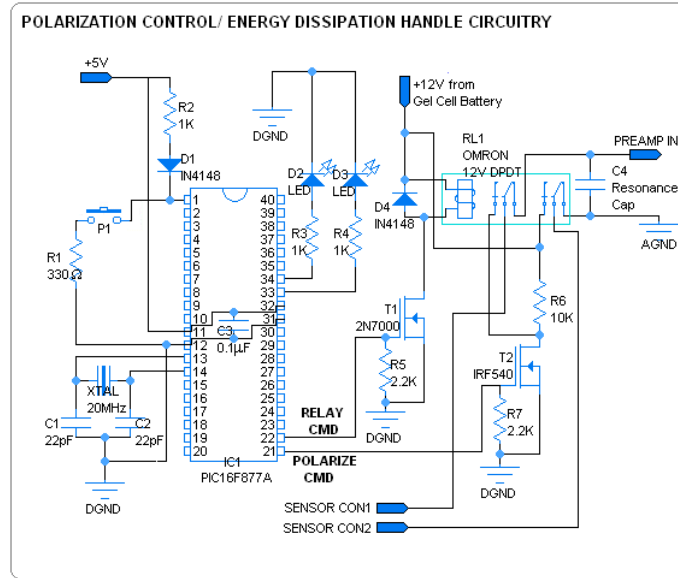 POLARIZATION CONTROL/ ENERGY DISSIPATION HANDLE CIRCUITRY
+5V
+12V from
Gel Cell Battery
R2
1K
DGND
RL1
OMRON
12V DPDT
PREAMP IN
D1
IN4148
D2
LED
D3
LED
D4
IN4148
C4
Resonance
Cap
AGND
P1
R1
330Ω
R3
1K
R4
1K
1
2
3
4
5
6
7
8
9
10
11
12
13
14
15
16
17
18
19
20
40
39
38
37
36
35
34
33
32
31
30
29
28
27
26
25
24
23
22
21
C3
0.1µF
T1
2N7000
R6
10K
T2
IRF540
R5
2.2K
R7
2.2K
XTAL
20MHz
C1
22pF
C2
22pF
RELAY
CMD
POLARIZE
CMD
IC1
PIC16F877A
DGND
DGND
DGND
SENSOR CON1
SENSOR CON2